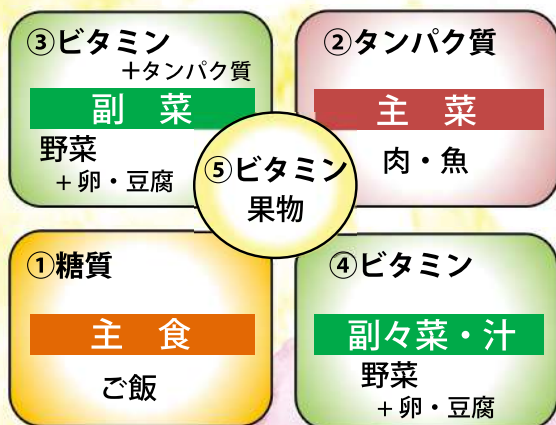 ③ビタミン
+タンパク質
副 菜
野菜
+卵・豆腐
②タンパク質
主 菜
肉・魚
⑤ビタミン
果物
①糖質
主 食
ご飯
④ビタミン
副々菜・汁
野菜
+卵・豆腐